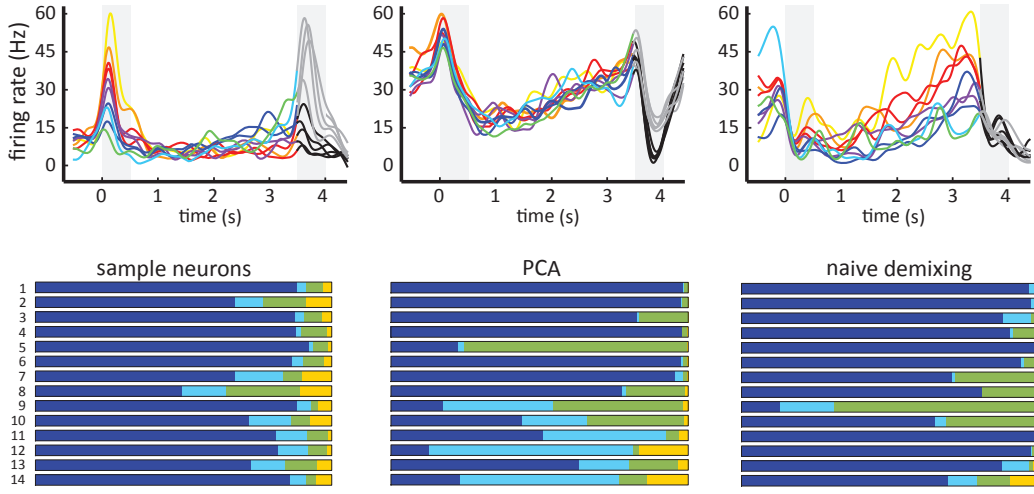 firing rate (Hz)
60
45
30
15
0
0 1 2 3 4
time (s)
60
45
30
15
0
0 1 2 3 4
time (s)
60
45
30
15
0
0 1 2 3 4
time (s)
sample neurons
PCA
naive demixing
1
2
3
4
5
6
7
8
9
10
11
12
13
14